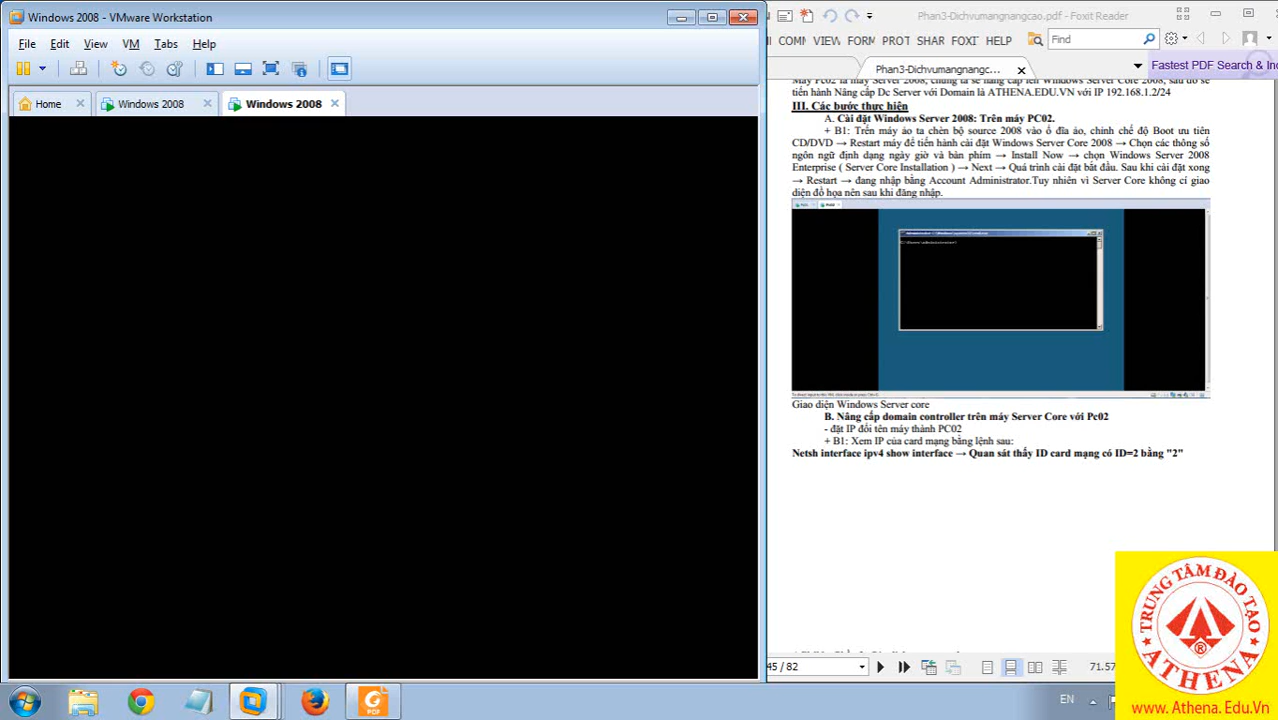 Windows 2008 - VMware Workstation
File Edit View VM Tabs Help
Home
Windows 2008
Windows 2008
Phan3-Dichvumangnangcao.pdf - Foxit Reader
COMM VIEW FORM PROT SHAR FOXIT HELP
Find
Phan3-Dichvumangnangc...
Fastest PDF Search & In
tiến hành Nâng cấp Dc Server với Domain là ATHENA.EDU.VN với IP 192.168.1.2/24
III. Các bước thực hiện
A. Cài đặt Windows Server 2008: Trên máy PC02.
+ B1: Trên máy ảo ta chèn bộ source 2008 vào ổ đĩa ảo, chỉnh chế độ Boot ưu tiên
CD/DVD → Restart máy để tiến hành cài đặt Windows Server Core 2008 → Chọn các thông số
ngôn ngữ định dạng ngày giờ và bàn phím → Install Now → chọn Windows Server 2008
Enterprise ( Server Core Installation ) → Next → Quá trình cài đặt bắt đầu. Sau khi cài đặt xong
→ Restart → đang nhập bằng Account Administrator.Tuy nhiên vì Server Core không cí giao
diện đồ họa nên sau khi đăng nhập.
Giao diện Windows Server core
B. Nâng cấp domain controller trên máy Server Core với Pc02
- đặt IP đổi tên máy thành PC02
+ B1: Xem IP của card mạng bằng lệnh sau:
Netsh interface ipv4 show interface → Quan sát thấy ID card mạng có ID=2 bằng "2"
45 / 82
71.57
EN
TRUNG TÂM ĐÀO TẠO
ATHENA
®
www.Athena.Edu.Vn
PDF